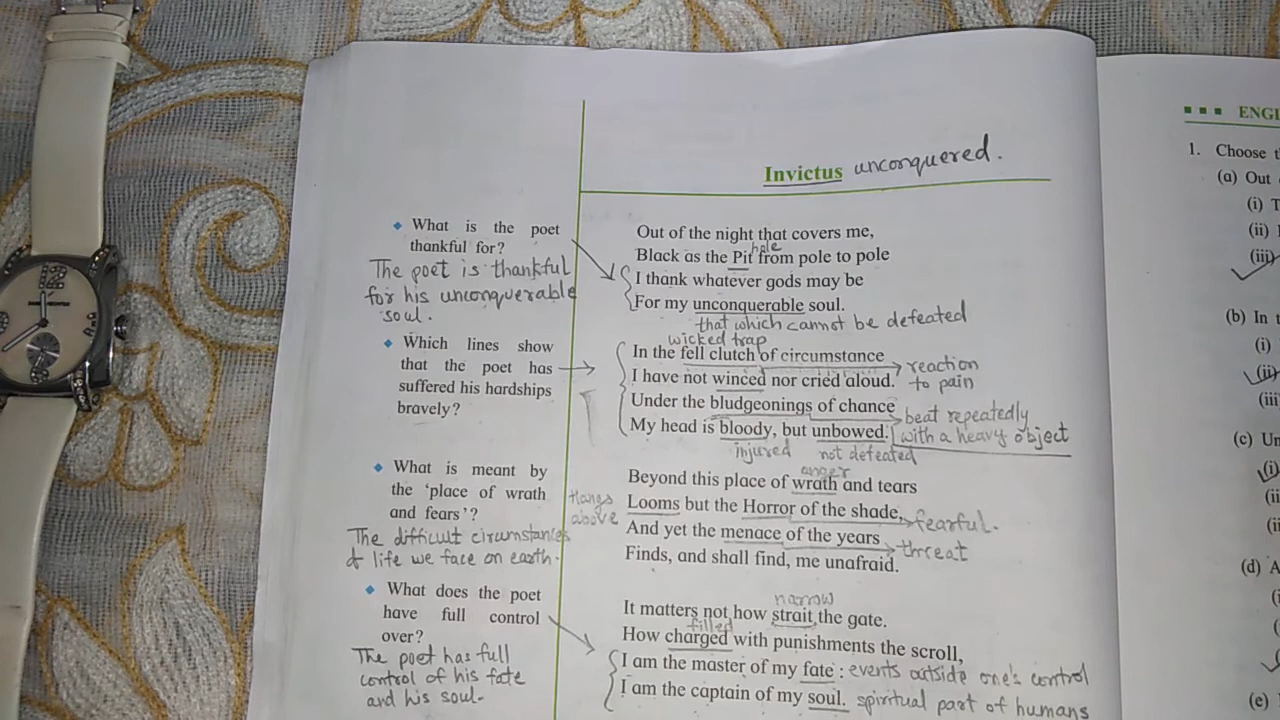 Invictus unconquered.
What is the poet
thankful for?
The poet is thankful
for his unconquerable
soul.
Which lines show
that the poet has
suffered his hardships
bravely?
What is meant by
the ‘place of wrath
and fears’?
The difficult circumstances
of life we face on earth.
What does the poet
have full control
over?
The poet has full
control of his fate
and his soul.
Out of the night that covers me,
hole
Black as the Pit from pole to pole
I thank whatever gods may be
For my unconquerable soul.
that which cannot be defeated
wicked trap
In the fell clutch of circumstance
reaction
I have not winced nor cried aloud.
to pain
Under the bludgeonings of chance
beat repeatedly
My head is bloody, but unbowed.
with a heavy object
injured not defeated
anger
Beyond this place of wrath and tears
Hangs
above
Looms but the Horror of the shade,
fearful.
And yet the menace of the years
threat
Finds, and shall find, me unafraid.
narrow
It matters not how strait the gate.
filled
How charged with punishments the scroll,
I am the master of my fate : events outside one's control
I am the captain of my soul. spiritual part of humans
ENGL
1. Choose t
(a) Out
(i) T
(ii)
(iii)
(b) In t
(i)
(ii)
(iii
(c) Un
(i)
(ii
(i
(d) A
(e)
12